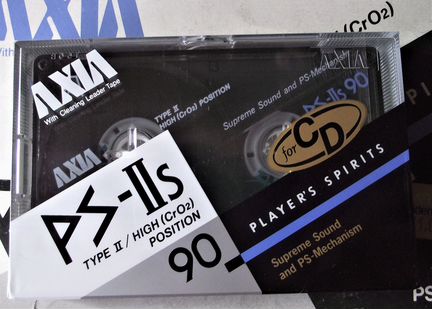 (CrO2)
With
AXIA
With Cleaning Leader Tape
TYPE II
HIGH (CrO2) POSITION
Supreme Sound and PS-Mechanism
AXIA
PS-IIs 90
for CD
AXIA
PS-IIs
TYPE II / HIGH (CrO2)
POSITION
90
PLAYER'S SPIRITS
Supreme Sound
and PS-Mechanism
PS